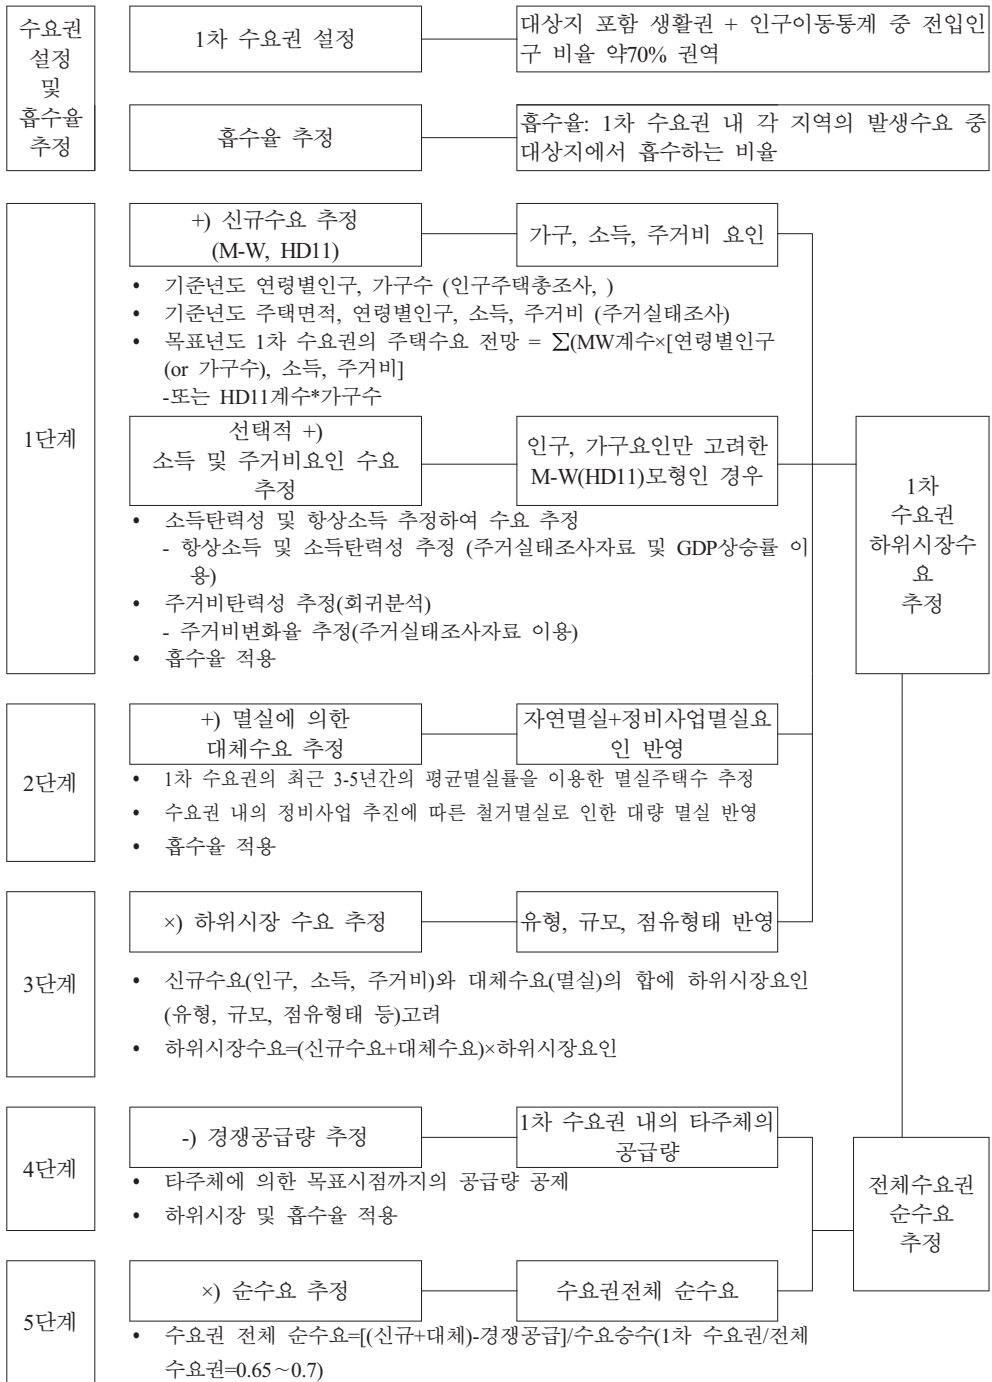 수요권
설정
및
흡수율
추정
1차 수요권 설정
대상지 포함 생활권 + 인구이동통계 중 전입인
구 비율 약70% 권역
흡수율 추정
흡수율: 1차 수요권 내 각 지역의 발생수요 중
대상지에서 흡수하는 비율
1단계
+) 신규수요 추정
(M-W, HD11)
가구, 소득, 주거비 요인
• 기준년도 연령별인구, 가구수 (인구주택총조사, )
• 기준년도 주택면적, 연령별인구, 소득, 주거비 (주거실태조사)
• 목표년도 1차 수요권의 주택수요 전망 = ∑(MW계수×[연령별인구
(or 가구수), 소득, 주거비]
-또는 HD11계수*가구수
선택적 +)
소득 및 주거비요인 수요
추정
인구, 가구요인만 고려한
M-W(HD11)모형인 경우
• 소득탄력성 및 항상소득 추정하여 수요 추정
- 항상소득 및 소득탄력성 추정 (주거실태조사자료 및 GDP상승률 이
용)
• 주거비탄력성 추정(회귀분석)
- 주거비변화율 추정(주거실태조사자료 이용)
• 흡수율 적용
1차
수요권
하위시장수
요
추정
2단계
+) 멸실에 의한
대체수요 추정
자연멸실+정비사업멸실요
인 반영
• 1차 수요권의 최근 3-5년간의 평균멸실률을 이용한 멸실주택수 추정
• 수요권 내의 정비사업 추진에 따른 철거멸실로 인한 대량 멸실 반영
• 흡수율 적용
3단계
×) 하위시장 수요 추정
유형, 규모, 점유형태 반영
• 신규수요(인구, 소득, 주거비)와 대체수요(멸실)의 합에 하위시장요인
(유형, 규모, 점유형태 등)고려
• 하위시장수요=(신규수요+대체수요)×하위시장요인
4단계
-) 경쟁공급량 추정
1차 수요권 내의 타주체의
공급량
• 타주체에 의한 목표시점까지의 공급량 공제
• 하위시장 및 흡수율 적용
전체수요권
순수요
추정
5단계
×) 순수요 추정
수요권전체 순수요
• 수요권 전체 순수요=[(신규+대체)-경쟁공급]/수요승수(1차 수요권/전체
수요권=0.65∼0.7)